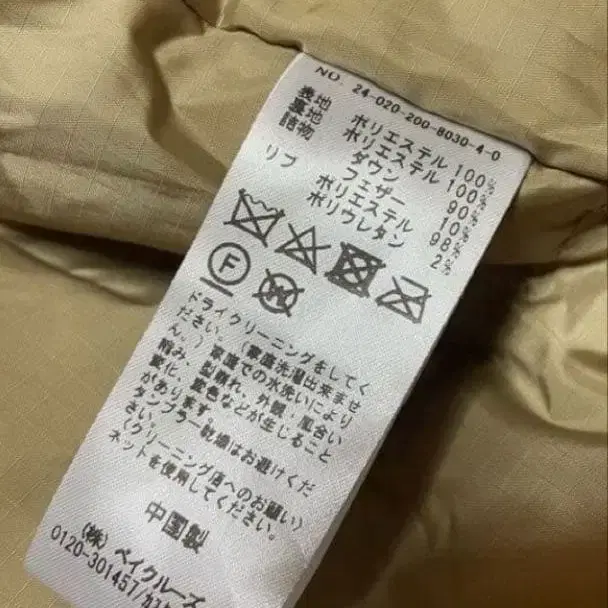 NO. 24-020-200-8030-4-0
表地 ポリエステル 100%
裏地 ポリエステル 100%
詰物 ダウン 90%
フェザー 10%
リブ ポリエステル 98%
ポリウレタン 2%
F W
ドライクリーニングをしてく
ださい。(家庭洗濯出来ませ
ん。) 家庭での水洗いにより
縮み、型崩れ、外観、風合い
変化、変色などが生じること
があります。
タンブラー乾燥はお避けくだ
さい。
(クリーニング店へのお願い)
ネットを使用してください。
中国製
(株) ベイクルーズ
0120-301457/カスタ